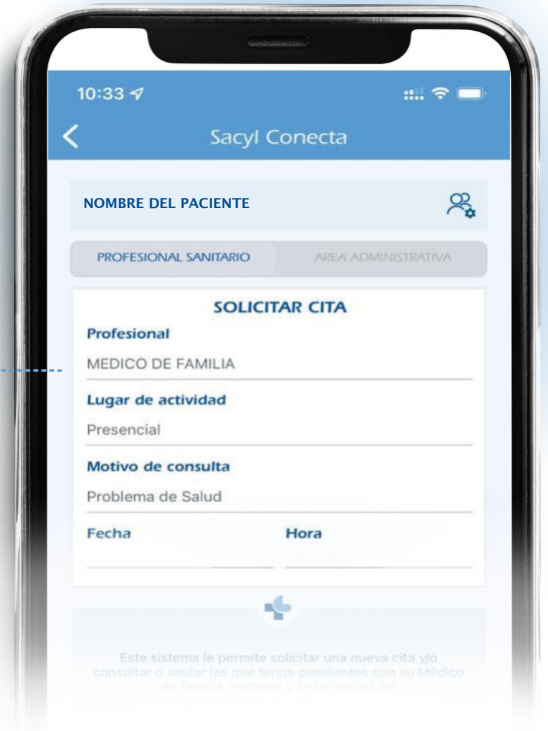 10:33
Sacyl Conecta
NOMBRE DEL PACIENTE
PROFESIONAL SANITARIO AREA ADMINISTRATIVA
SOLICITAR CITA
Profesional
MEDICO DE FAMILIA
Lugar de actividad
Presencial
Motivo de consulta
Problema de Salud
Fecha Hora
Este sistema le permite solicitar una nueva cita y/o
consultar o anular las que tenga pendientes con su Médico
de familia, Pediatra y Enfermería EAP